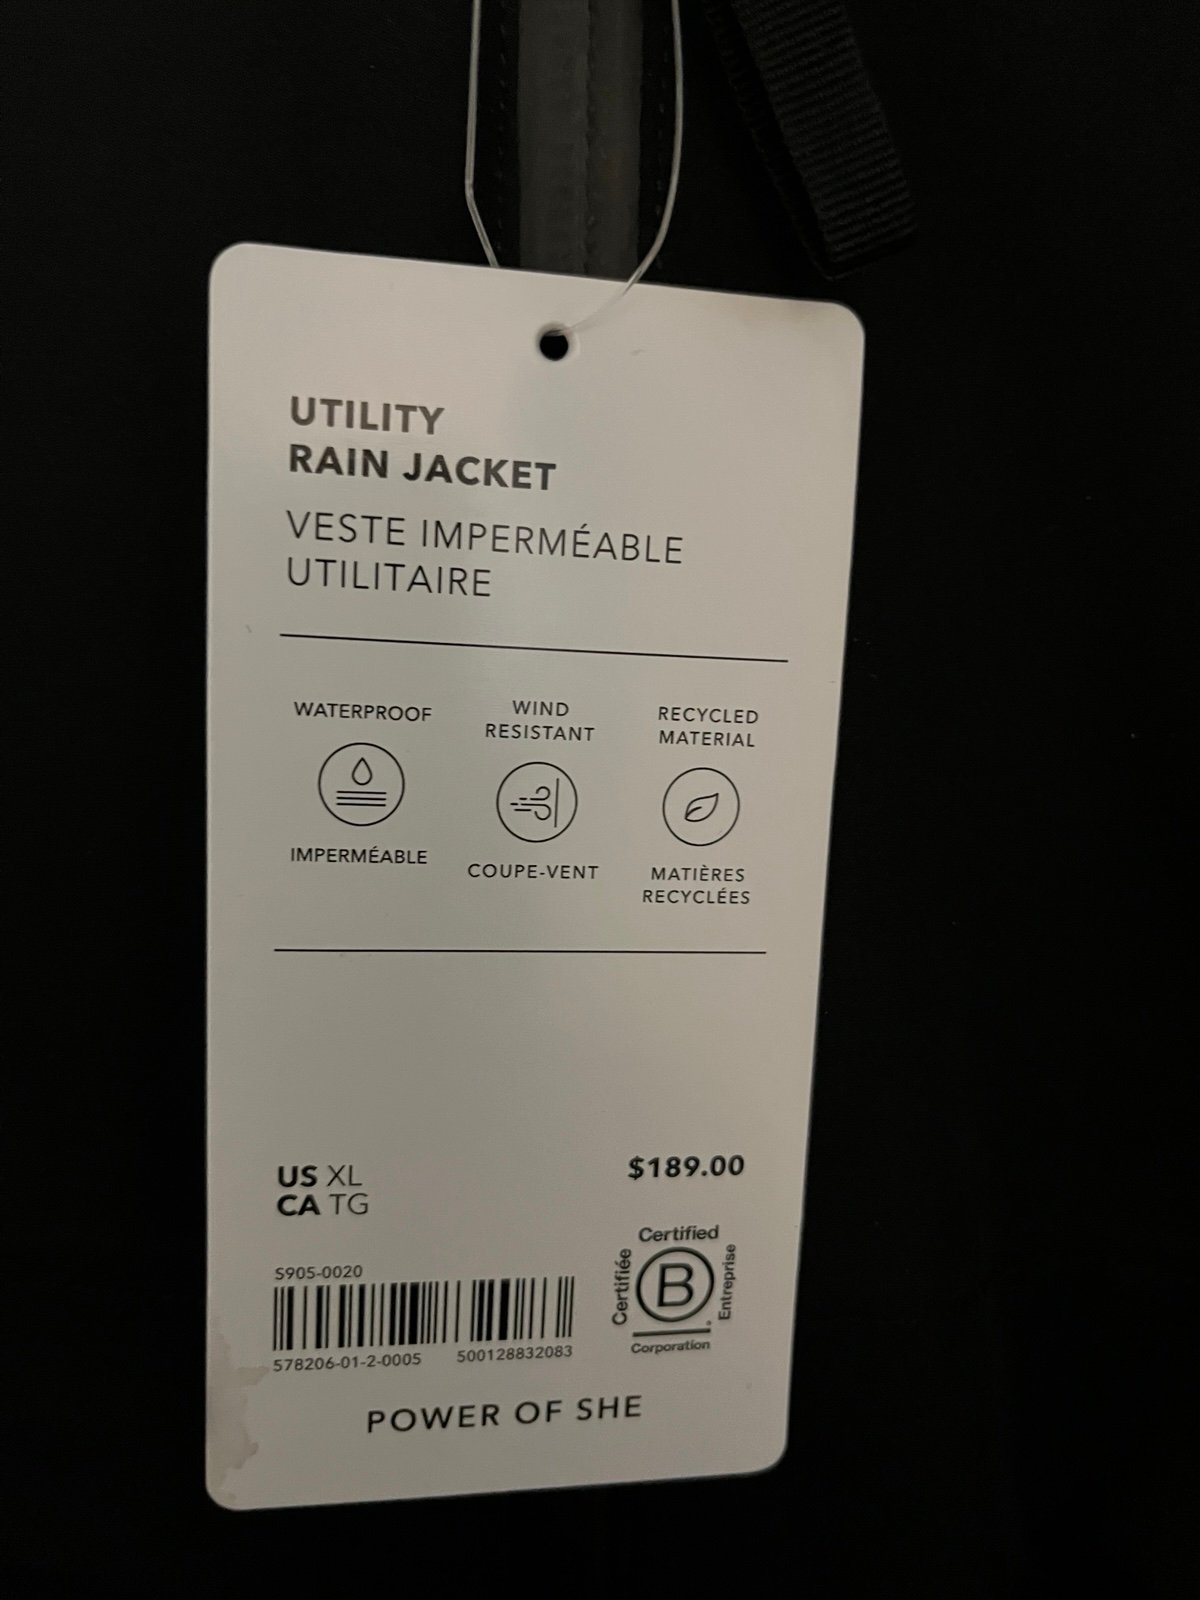 UTILITY
RAIN JACKET
VESTE IMPERMÉABLE
UTILITAIRE
WATERPROOF
IMPERMÉABLE
WIND
RESISTANT
COUPE-VENT
RECYCLED
MATERIAL
MATIÈRES
RECYCLÉES
US XL
CA TG
$189.00
S905-0020
578206-01-2-0005 500128832083
Certified
Certifiée
B
Entreprise
Corporation
POWER OF SHE